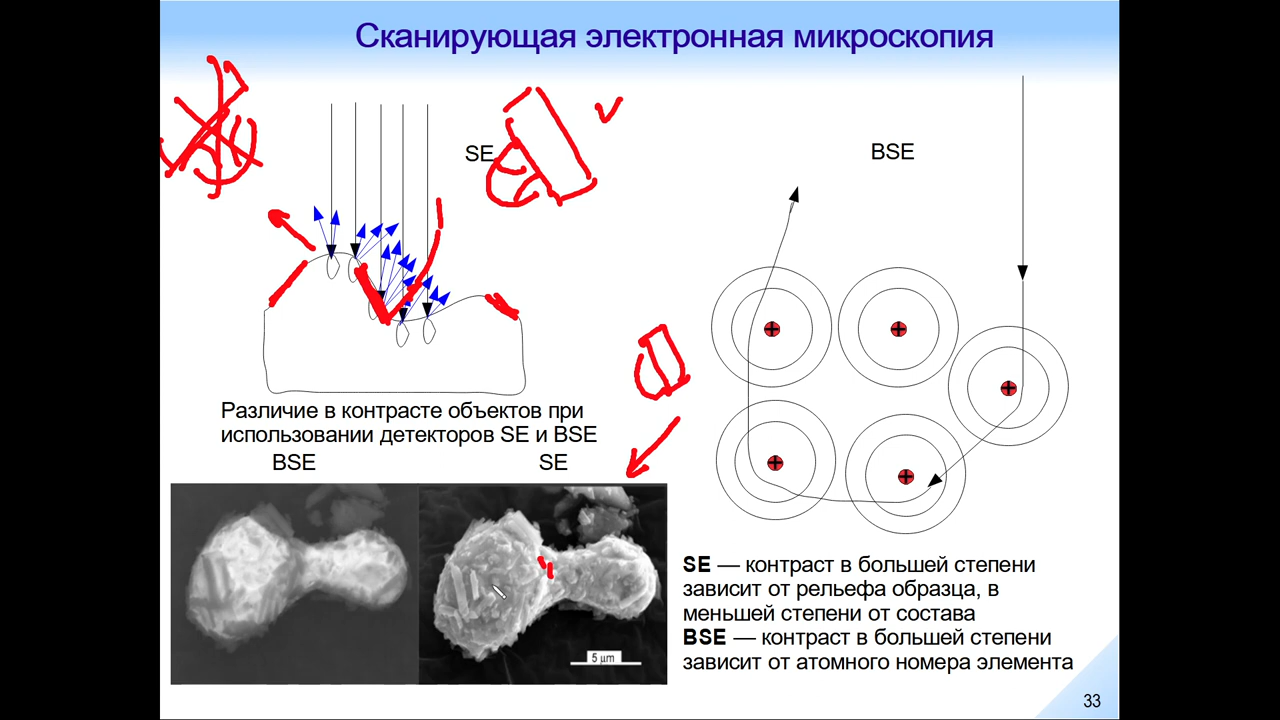 Сканирующая электронная микроскопия
SE
BSE
Различие в контрасте объектов при
использовании детекторов SE и BSE
BSE
SE
5 μm
SE — контраст в большей степени
зависит от рельефа образца, в
меньшей степени от состава
BSE — контраст в большей степени
зависит от атомного номера элемента
33